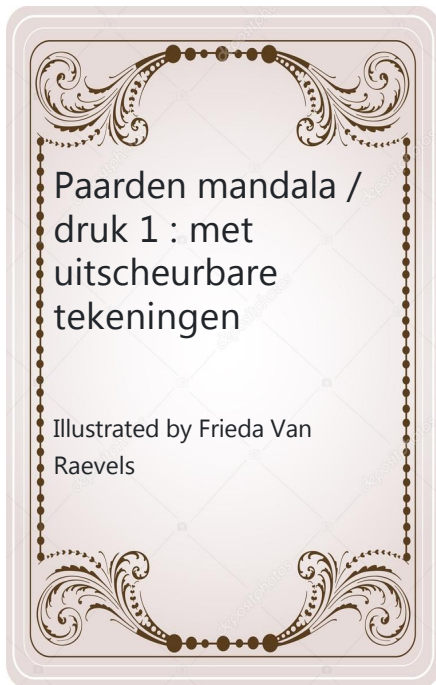 Paarden mandala /
druk 1 : met
uitscheurbare
tekeningen
Illustrated by Frieda Van
Raevels